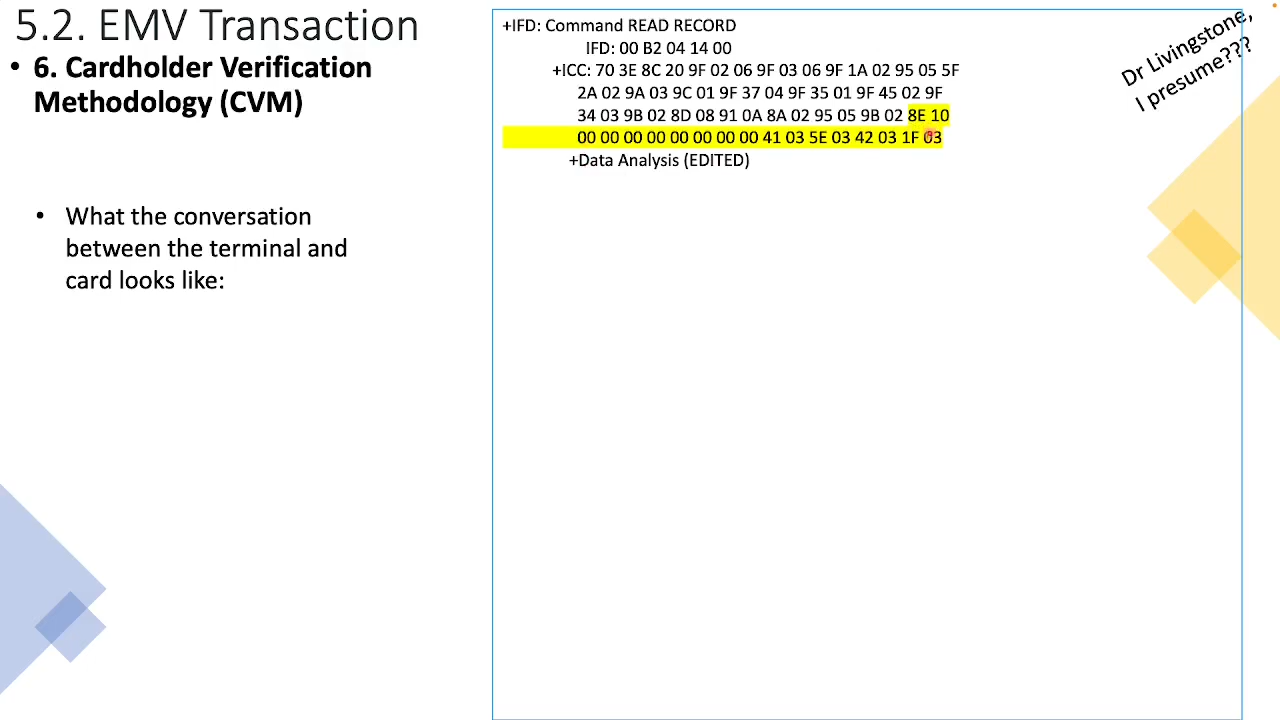 5.2. EMV Transaction
• 6. Cardholder Verification
Methodology (CVM)
• What the conversation
between the terminal and
card looks like:
+IFD: Command READ RECORD
IFD: 00 B2 04 14 00
+ICC: 70 3E 8C 20 9F 02 06 9F 03 06 9F 1A 02 95 05 5F
2A 02 9A 03 9C 01 9F 37 04 9F 35 01 9F 45 02 9F
34 03 9B 02 8D 08 91 0A 8A 02 95 05 9B 02 8E 10
00 00 00 00 00 00 00 00 41 03 5E 03 42 03 1F 03
+Data Analysis (EDITED)
Dr Livingstone,
I presume???